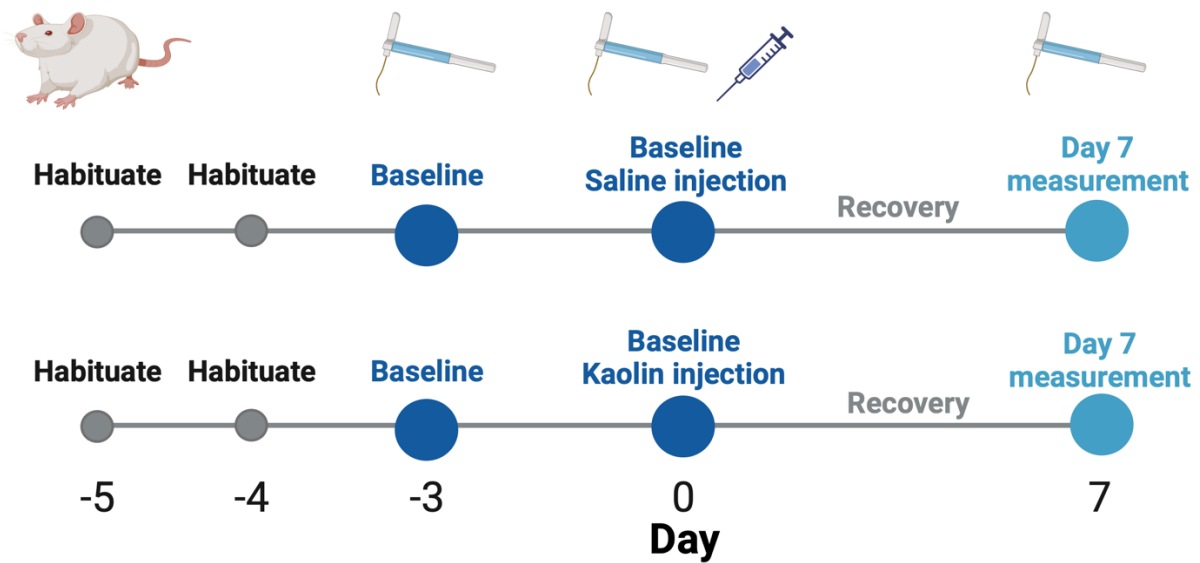 Habituate
Habituate
Baseline
Baseline
Saline injection
Recovery
Day 7
measurement
Habituate
Habituate
Baseline
Baseline
Kaolin injection
Recovery
Day 7
measurement
-5
-4
-3
0
7
Day